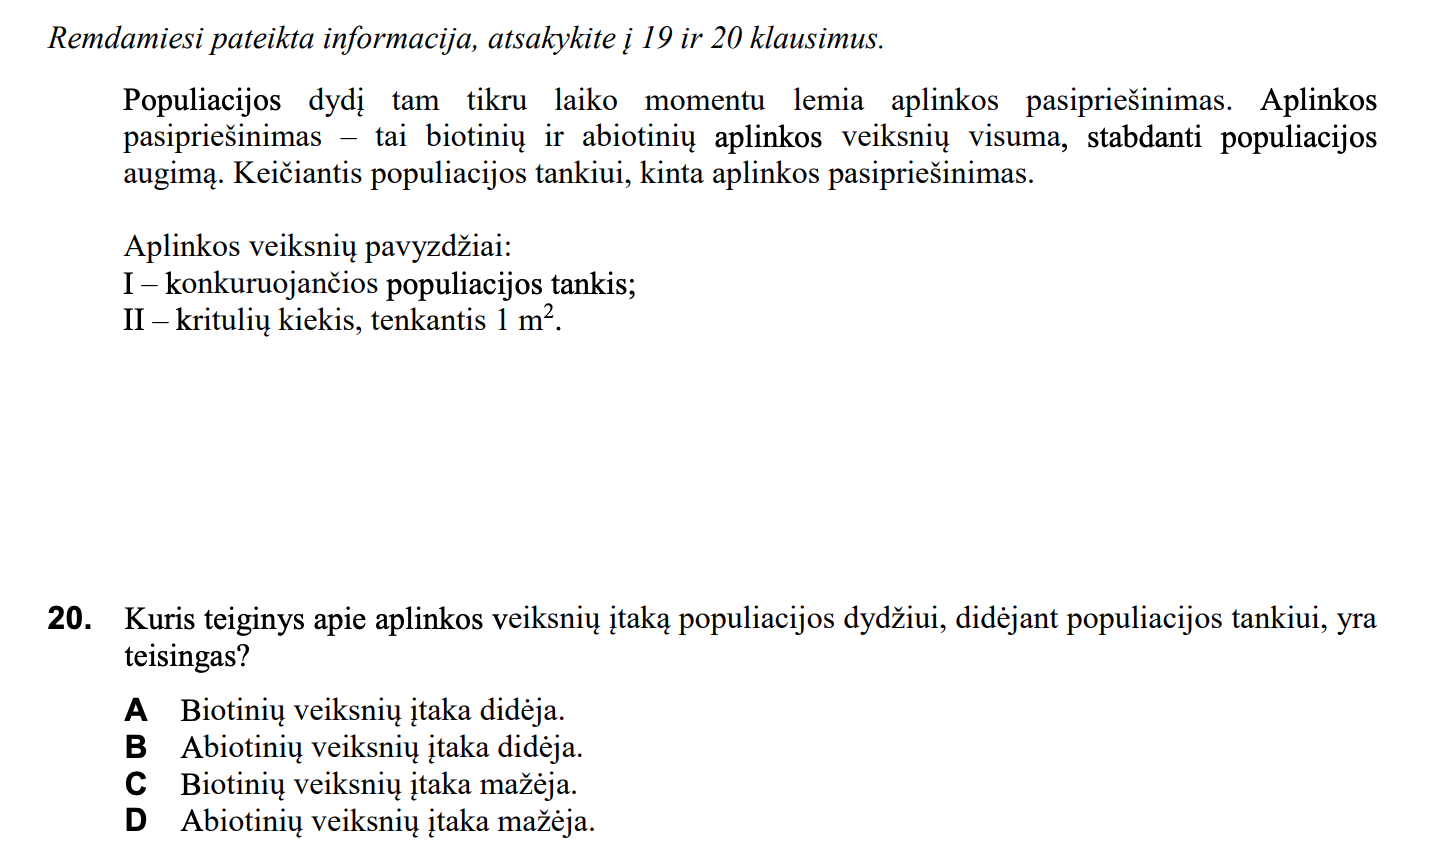 Remdamiesi pateikta informacija, atsakykite į 19 ir 20 klausimus.
Populiacijos dydį tam tikru laiko momentu lemia aplinkos pasipriešinimas. Aplinkos
pasipriešinimas – tai biotinių ir abiotinių aplinkos veiksnių visuma, stabdanti populiacijos
augimą. Keičiantis populiacijos tankiui, kinta aplinkos pasipriešinimas.
Aplinkos veiksnių pavyzdžiai:
I – konkuruojančios populiacijos tankis;
II – kritulių kiekis, tenkantis 1 m².
20. Kuris teiginys apie aplinkos veiksnių įtaką populiacijos dydžiui, didėjant populiacijos tankiui, yra
teisingas?
A Biotinių veiksnių įtaka didėja.
B Abiotinių veiksnių įtaka didėja.
C Biotinių veiksnių įtaka mažėja.
D Abiotinių veiksnių įtaka mažėja.